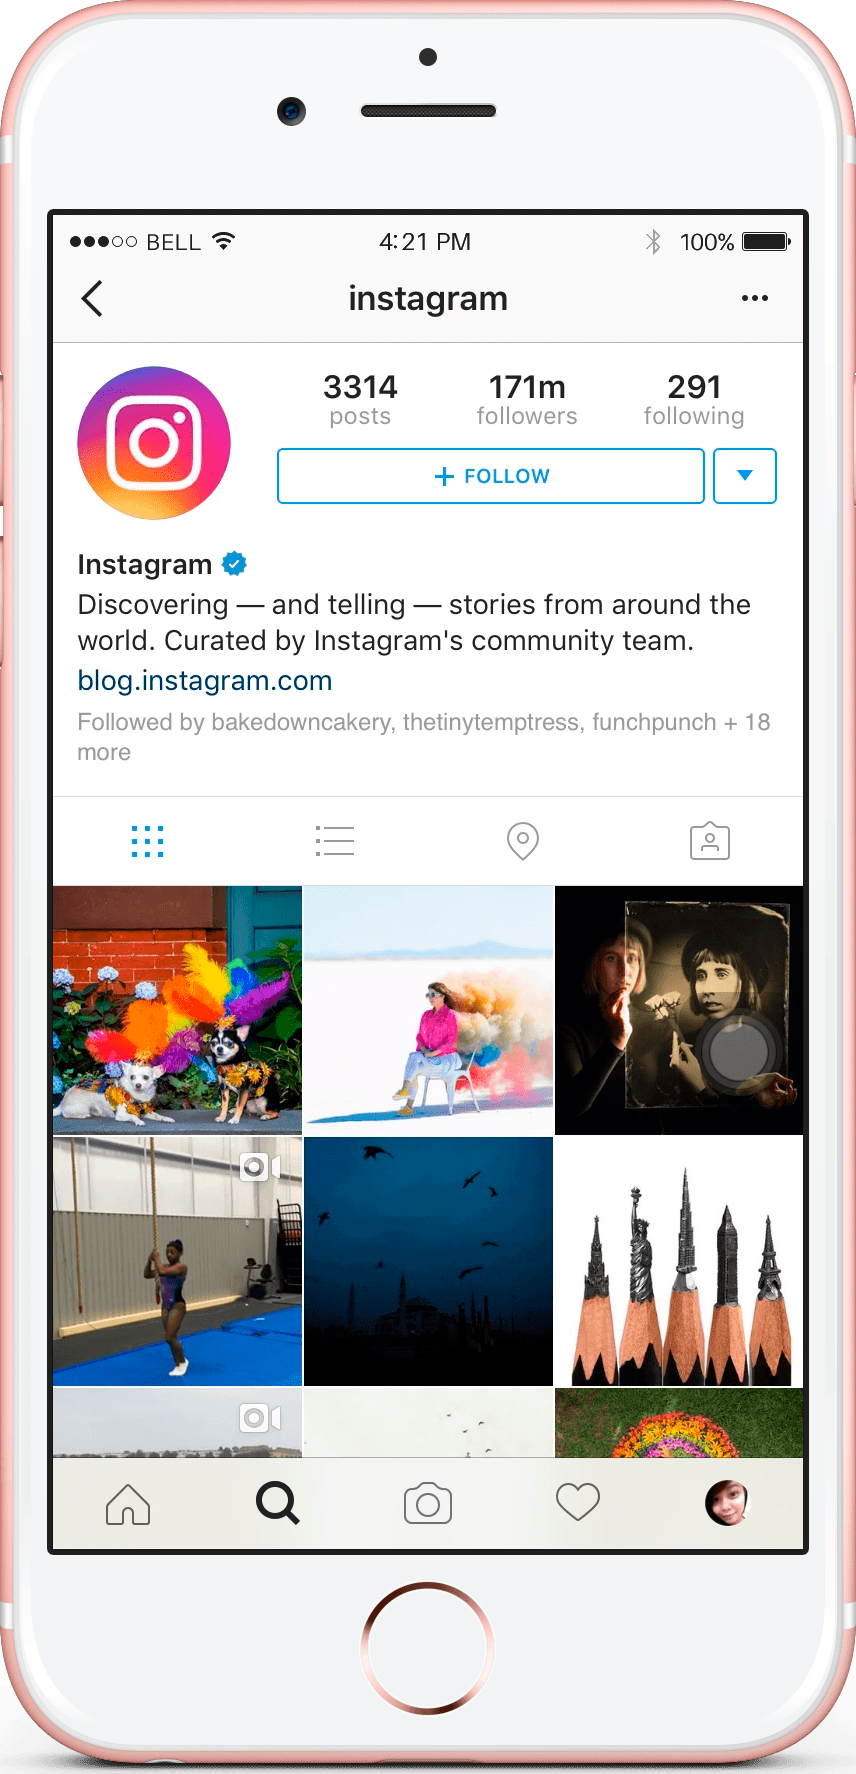 BELL 4:21 PM 100%
instagram
3314 171m 291
posts followers following
+ FOLLOW
Instagram
Discovering — and telling — stories from around the
world. Curated by Instagram's community team.
blog.instagram.com
Followed by bakedowncakery, thetinytemptress, funchpunch + 18
more